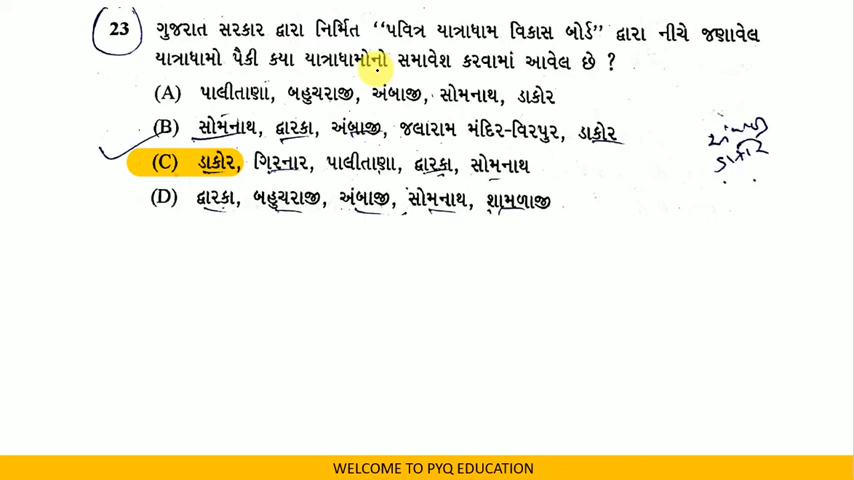 23 ગુજરાત સરકાર દ્વારા નિર્મિત “પવિત્ર યાત્રાધામ વિકાસ બોર્ડ” દ્વારા નીચે જણાવેલ
યાત્રાધામો પૈકી કયા યાત્રાધામોનો સમાવેશ કરવામાં આવેલ છે ?
(A) પાલીતાણા, બહુચરાજી, અંબાજી, સોમનાથ, ડાકોર
(B) સોમનાથ, દ્વારકા, અંબાજી, જલારામ મંદિર-વિરપુર, ડાકોર
(C) ડાકોર, ગિરનાર, પાલીતાણા, દ્વારકા, સોમનાથ
(D) દ્વારકા, બહુચરાજી, અંબાજી, સોમનાથ, શામળાજી
WELCOME TO PYQ EDUCATION